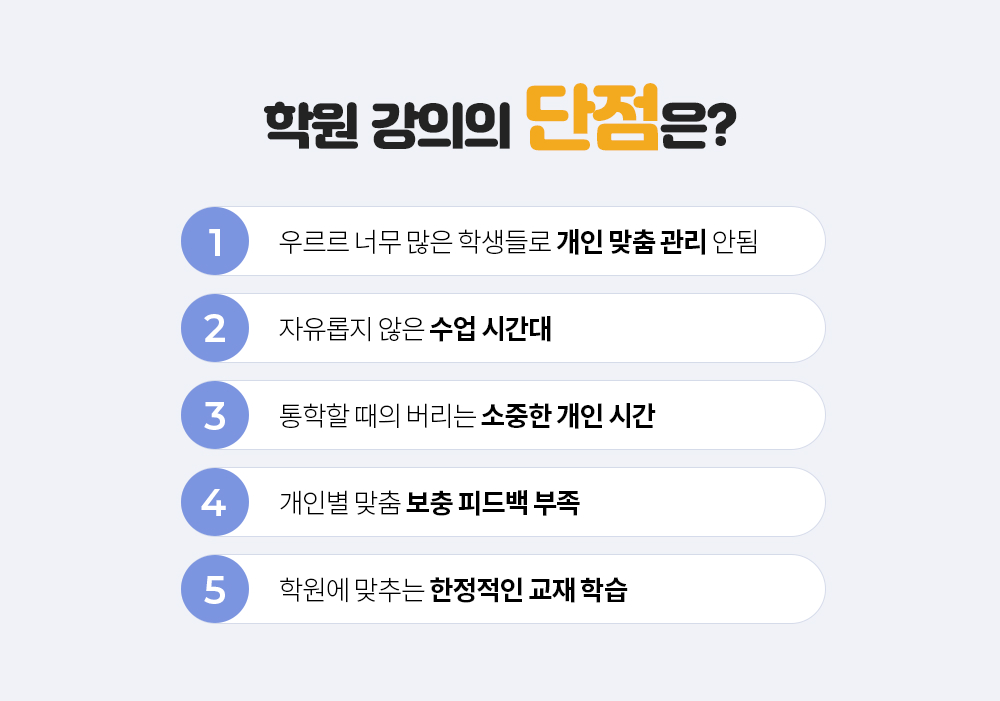 학원 강의의 단점은?
1 우르르 너무 많은 학생들로 개인 맞춤 관리 안됨
2 자유롭지 않은 수업 시간대
3 통학할 때의 버리는 소중한 개인 시간
4 개인별 맞춤 보충 피드백 부족
5 학원에 맞추는 한정적인 교재 학습